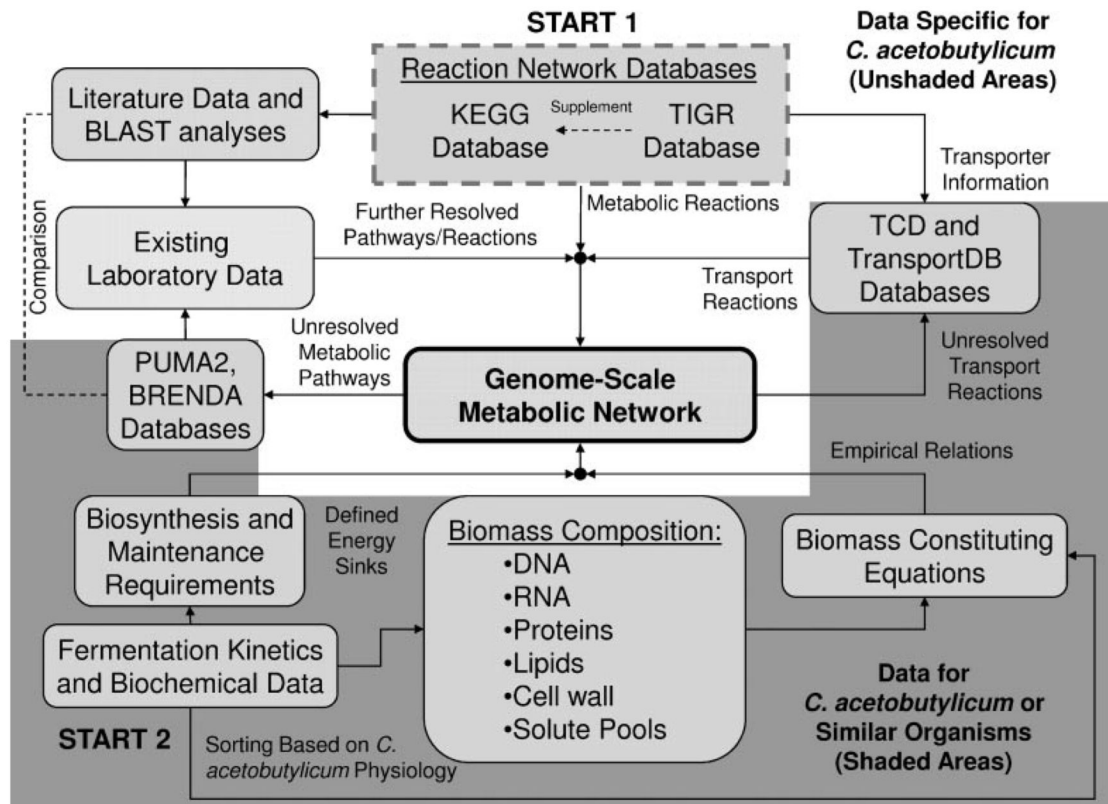 START 1
Data Specific for
C. acetobutylicum
(Unshaded Areas)
Reaction Network Databases
KEGG
Database
Supplement
TIGR
Database
Literature Data and
BLAST analyses
Transporter
Information
Metabolic Reactions
Further Resolved
Pathways/Reactions
Existing
Laboratory Data
Comparison
TCD and
TransportDB
Databases
Transport
Reactions
Unresolved
Metabolic
Pathways
PUMA2,
BRENDA
Databases
Genome-Scale
Metabolic Network
Unresolved
Transport
Reactions
Empirical Relations
Biosynthesis and
Maintenance
Requirements
Defined
Energy
Sinks
Biomass Composition:
•DNA
•RNA
•Proteins
•Lipids
•Cell wall
•Solute Pools
Biomass Constituting
Equations
Fermentation Kinetics
and Biochemical Data
START 2
Sorting Based on C.
acetobutylicum Physiology
Data for
C. acetobutylicum or
Similar Organisms
(Shaded Areas)